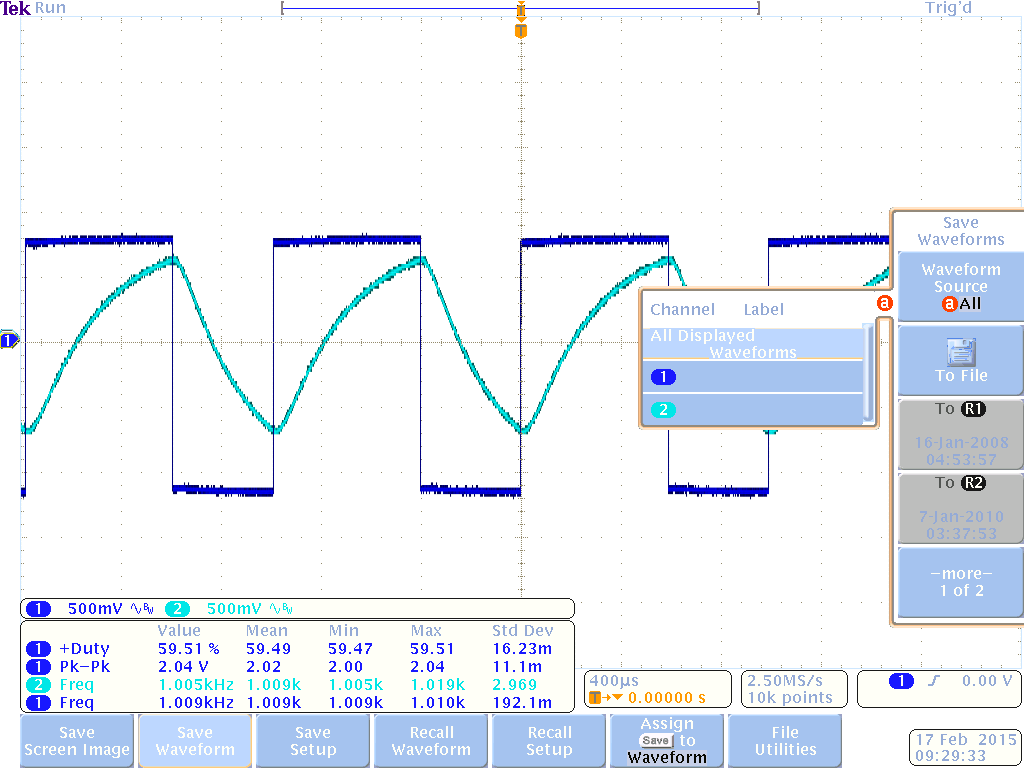 Tek Run Trig'd
T
T
1
Save
Waveforms
Waveform
Source
a All
To File
To R1
16-Jan-2008
04:53:57
To R2
7-Jan-2010
03:37:53
-more-
1 of 2
Channel Label a
All Displayed
Waveforms
1
2
1 500mV BW 2 500mV BW
Value Mean Min Max Std Dev
1 +Duty 59.51 % 59.49 59.47 59.51 16.23m
1 Pk-Pk 2.04 V 2.02 2.00 2.04 11.1m
2 Freq 1.005kHz 1.009k 1.005k 1.019k 2.969
1 Freq 1.009kHz 1.009k 1.009k 1.010k 192.1m
400µs
T→▼ 0.00000 s
2.50MS/s
10k points
1 0.00 V
Save
Screen Image
Save
Waveform
Save
Setup
Recall
Waveform
Recall
Setup
Assign
Save to
Waveform
File
Utilities
17 Feb 2015
09:29:33